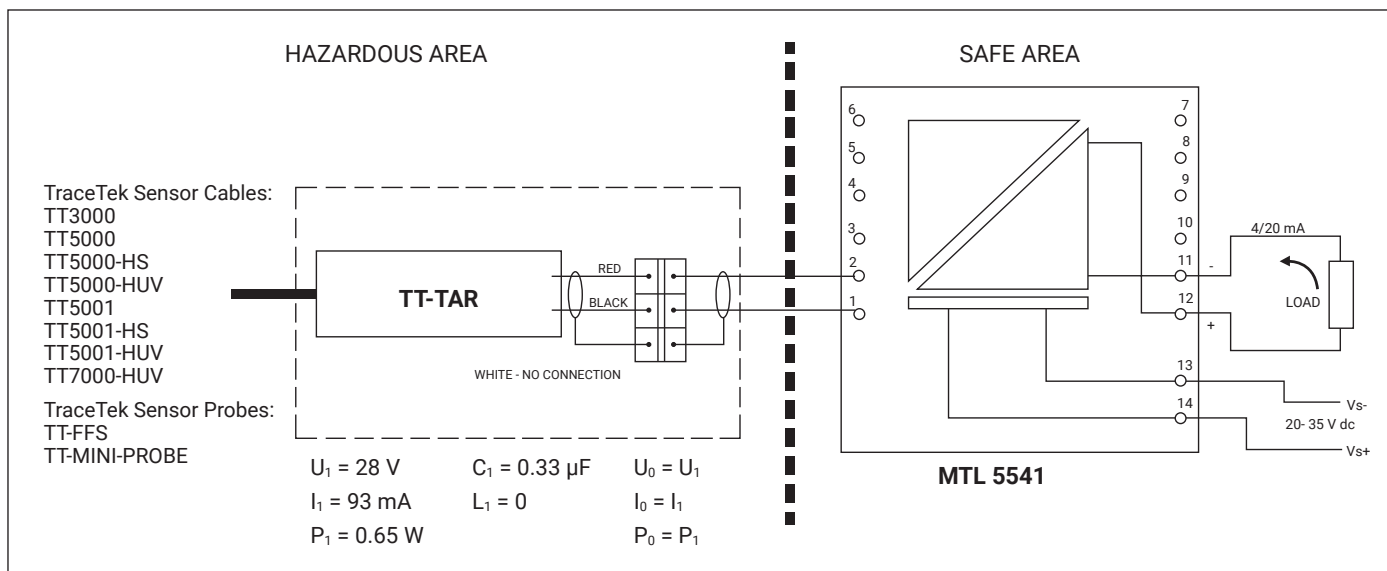 HAZARDOUS AREA
SAFE AREA
TraceTek Sensor Cables:
TT3000
TT5000
TT5000-HS
TT5000-HUV
TT5001
TT5001-HS
TT5001-HUV
TT7000-HUV
TraceTek Sensor Probes:
TT-FFS
TT-MINI-PROBE
TT-TAR
RED
BLACK
WHITE - NO CONNECTION
U₁ = 28 V
I₁ = 93 mA
P₁ = 0.65 W
C₁ = 0.33 µF
L₁ = 0
U₀ = U₁
I₀ = I₁
P₀ = P₁
6
5
4
3
2
1
7
8
9
10
11
12
13
14
-
+
4/20 mA
LOAD
Vs-
20- 35 V dc
Vs+
MTL 5541